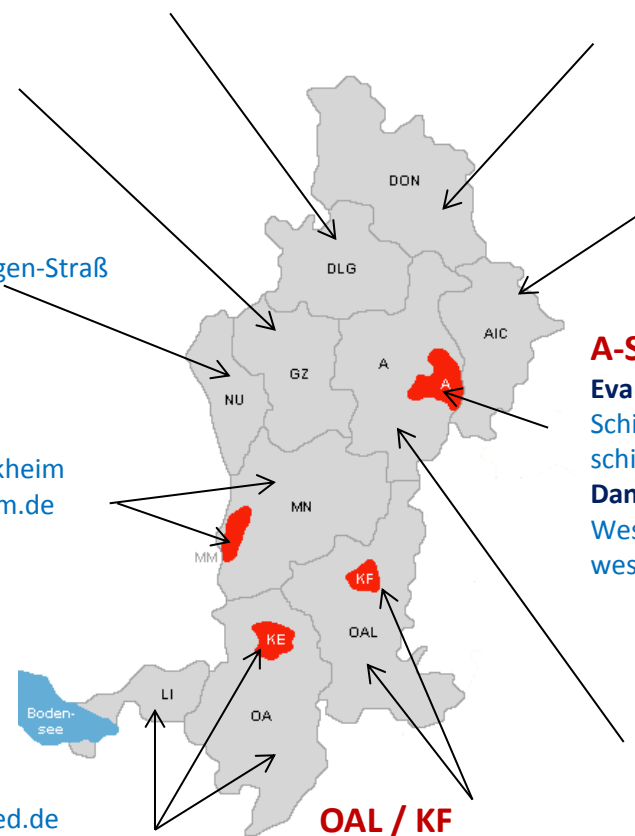 DON
DLG
gen-Straß
AIC
A
GZ
A
NU
A-S
Eva
Schi
schi
Dan
Wes
wes
kheim
m.de
MN
MM
KF
OAL
KE
LI
OA
Boden-
see
ed.de
OAL / KF